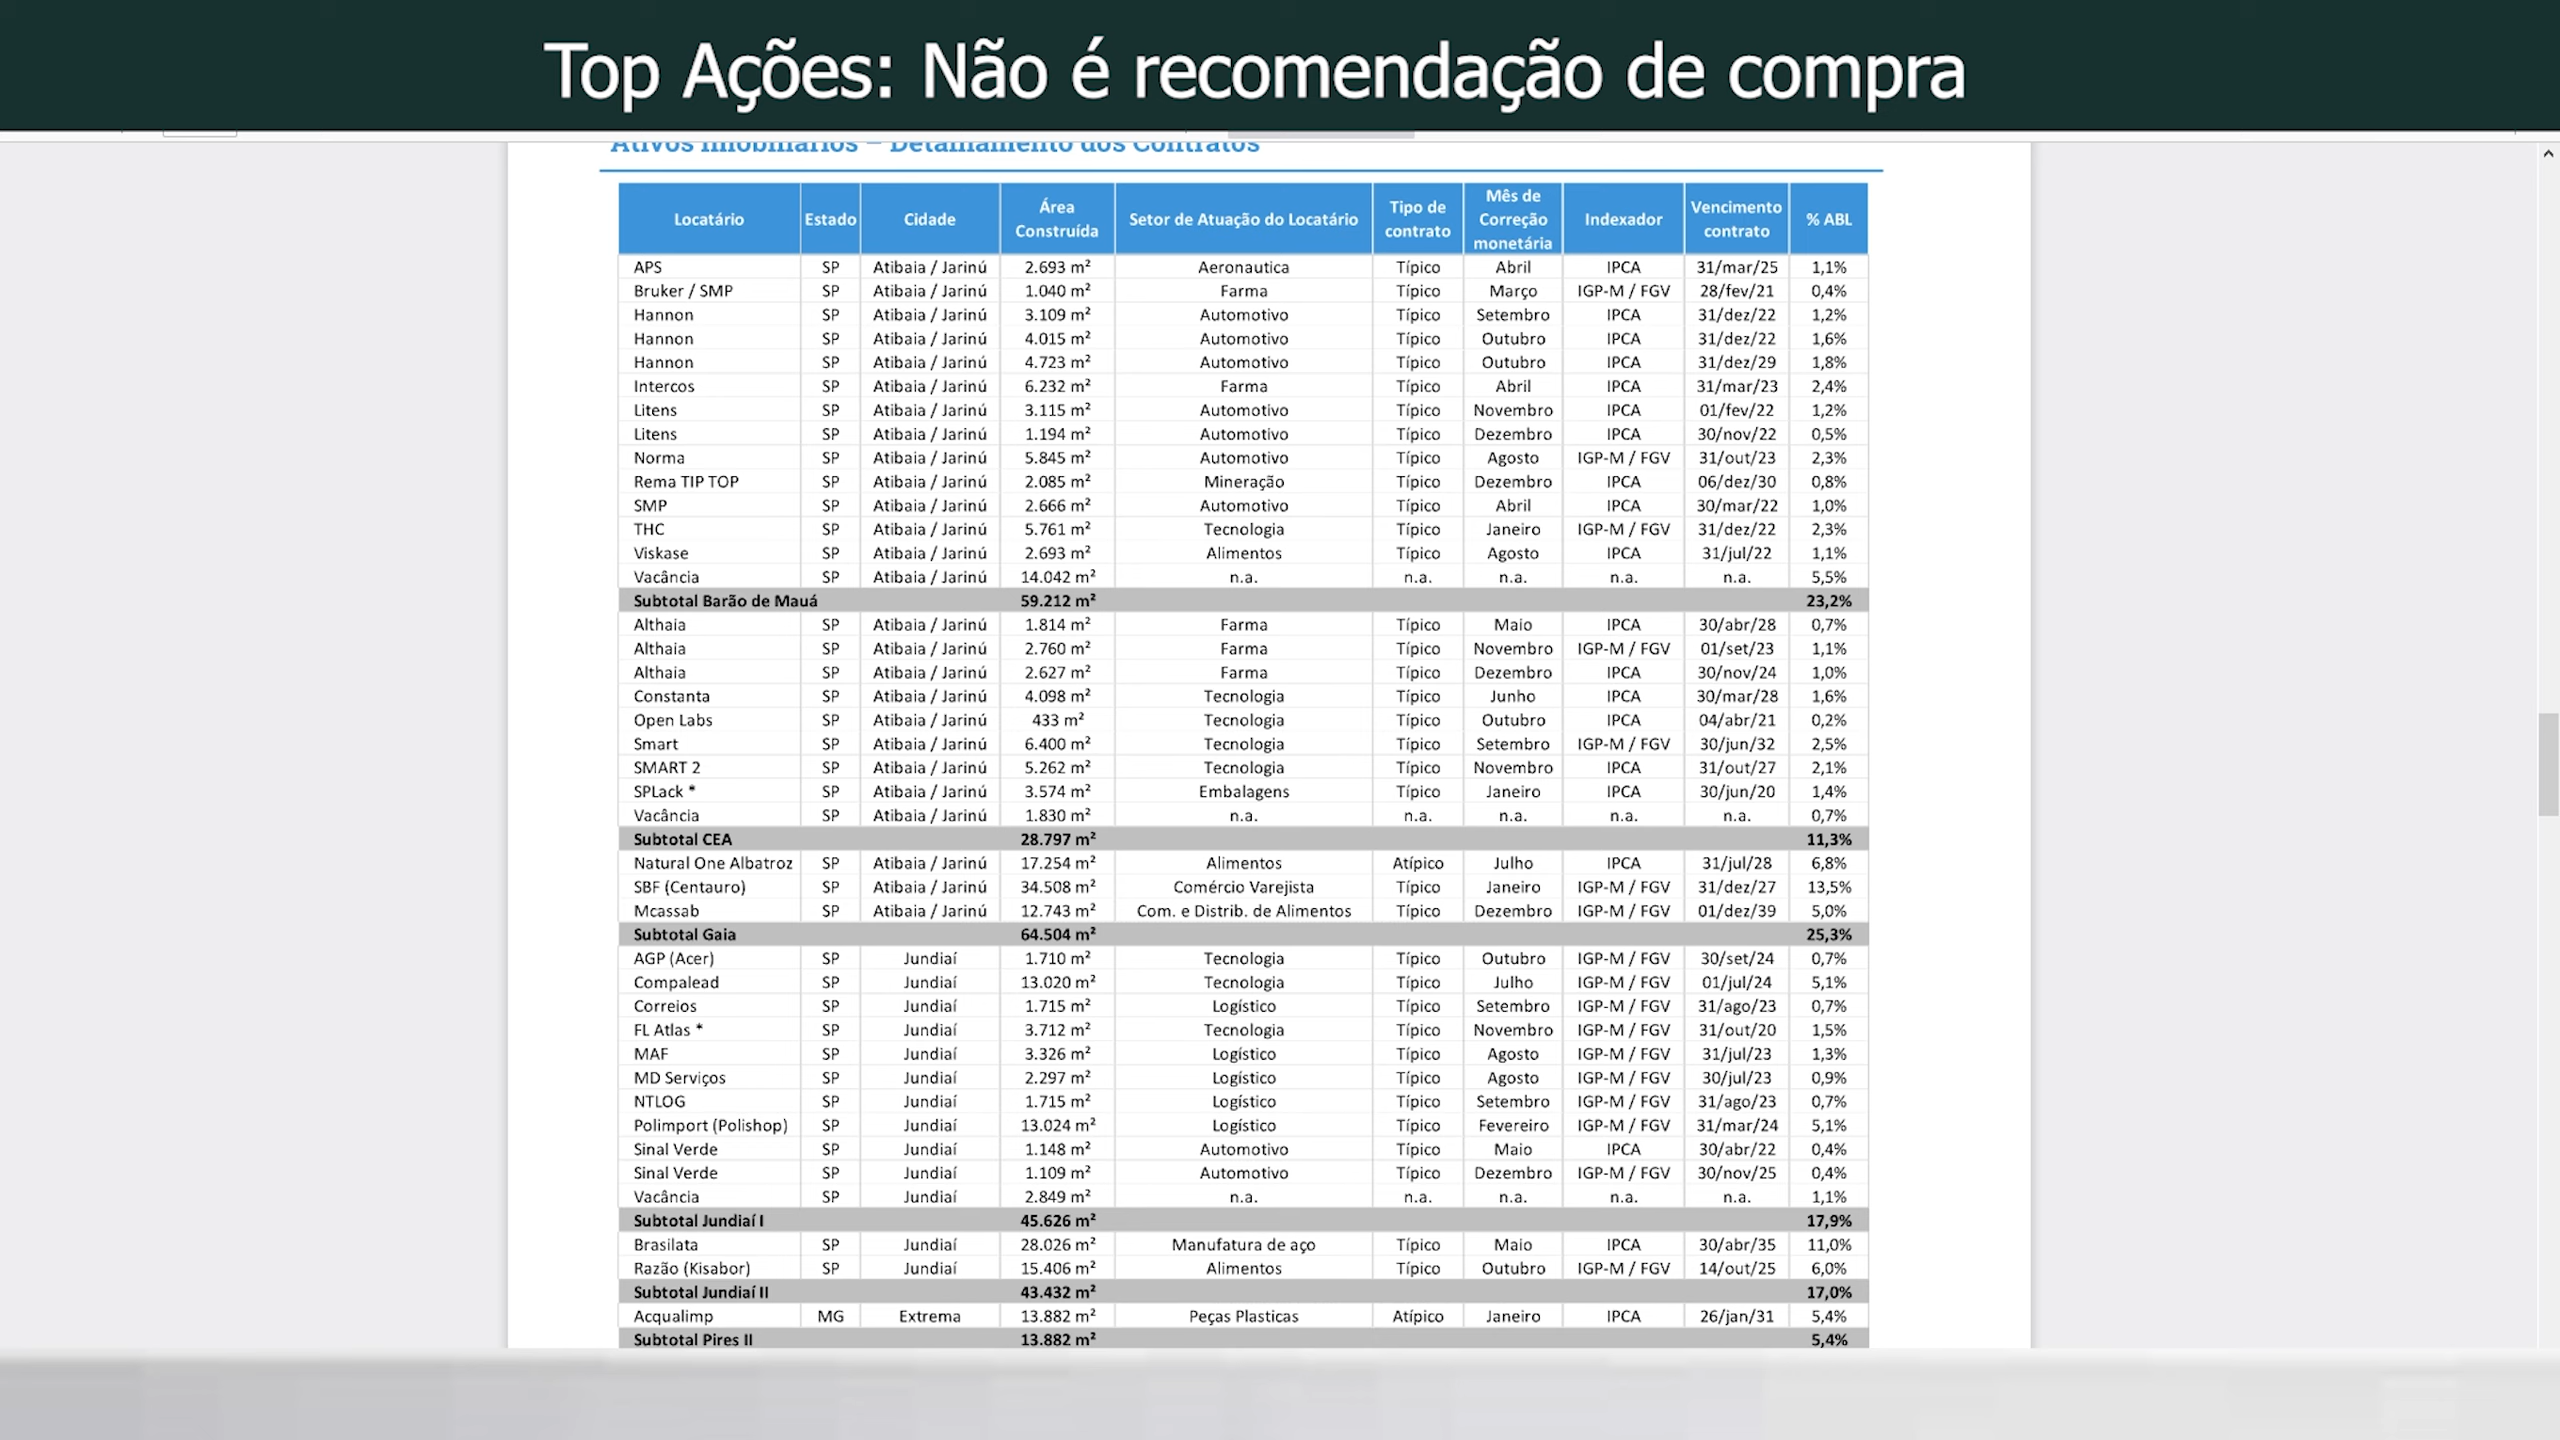 Top Ações: Não é recomendação de compra
Ativos Imobiliários – Detalhamento dos Contratos
Locatário Estado Cidade Área Construída Setor de Atuação do Locatário Tipo de contrato Mês de Correção monetária Indexador Vencimento contrato % ABL
APS SP Atibaia / Jarinú 2.693 m² Aeronautica Típico Abril IPCA 31/mar/25 1,1%
Bruker / SMP SP Atibaia / Jarinú 1.040 m² Farma Típico Março IGP-M / FGV 28/fev/21 0,4%
Hannon SP Atibaia / Jarinú 3.109 m² Automotivo Típico Setembro IPCA 31/dez/22 1,2%
Hannon SP Atibaia / Jarinú 4.015 m² Automotivo Típico Outubro IPCA 31/dez/22 1,6%
Hannon SP Atibaia / Jarinú 4.723 m² Automotivo Típico Outubro IPCA 31/dez/29 1,8%
Intercos SP Atibaia / Jarinú 6.232 m² Farma Típico Abril IPCA 31/mar/23 2,4%
Litens SP Atibaia / Jarinú 3.115 m² Automotivo Típico Novembro IPCA 01/fev/22 1,2%
Litens SP Atibaia / Jarinú 1.194 m² Automotivo Típico Dezembro IPCA 30/nov/22 0,5%
Norma SP Atibaia / Jarinú 5.845 m² Automotivo Típico Agosto IGP-M / FGV 31/out/23 2,3%
Rema TIP TOP SP Atibaia / Jarinú 2.085 m² Mineração Típico Dezembro IPCA 06/dez/30 0,8%
SMP SP Atibaia / Jarinú 2.666 m² Automotivo Típico Abril IPCA 30/mar/22 1,0%
THC SP Atibaia / Jarinú 5.761 m² Tecnologia Típico Janeiro IGP-M / FGV 31/dez/22 2,3%
Viskase SP Atibaia / Jarinú 2.693 m² Alimentos Típico Agosto IPCA 31/jul/22 1,1%
Vacância SP Atibaia / Jarinú 14.042 m² n.a. n.a. n.a. n.a. n.a. 5,5%
Subtotal Barão de Mauá 59.212 m² 23,2%
Althaia SP Atibaia / Jarinú 1.814 m² Farma Típico Maio IPCA 30/abr/28 0,7%
Althaia SP Atibaia / Jarinú 2.760 m² Farma Típico Novembro IGP-M / FGV 01/set/23 1,1%
Althaia SP Atibaia / Jarinú 2.627 m² Farma Típico Dezembro IPCA 30/nov/24 1,0%
Constanta SP Atibaia / Jarinú 4.098 m² Tecnologia Típico Junho IPCA 30/mar/28 1,6%
Open Labs SP Atibaia / Jarinú 433 m² Tecnologia Típico Outubro IPCA 04/abr/21 0,2%
Smart SP Atibaia / Jarinú 6.400 m² Tecnologia Típico Setembro IGP-M / FGV 30/jun/32 2,5%
SMART 2 SP Atibaia / Jarinú 5.262 m² Tecnologia Típico Novembro IPCA 31/out/27 2,1%
SPLack * SP Atibaia / Jarinú 3.574 m² Embalagens Típico Janeiro IPCA 30/jun/20 1,4%
Vacância SP Atibaia / Jarinú 1.830 m² n.a. n.a. n.a. n.a. n.a. 0,7%
Subtotal CEA 28.797 m² 11,3%
Natural One Albatroz SP Atibaia / Jarinú 17.254 m² Alimentos Atípico Julho IPCA 31/jul/28 6,8%
SBF (Centauro) SP Atibaia / Jarinú 34.508 m² Comércio Varejista Típico Janeiro IGP-M / FGV 31/dez/27 13,5%
Mcassab SP Atibaia / Jarinú 12.743 m² Com. e Distrib. de Alimentos Típico Dezembro IGP-M / FGV 01/dez/39 5,0%
Subtotal Gaia 64.504 m² 25,3%
AGP (Acer) SP Jundiaí 1.710 m² Tecnologia Típico Outubro IGP-M / FGV 30/set/24 0,7%
Compalead SP Jundiaí 13.020 m² Tecnologia Típico Julho IGP-M / FGV 01/jul/24 5,1%
Correios SP Jundiaí 1.715 m² Logístico Típico Setembro IGP-M / FGV 31/ago/23 0,7%
FL Atlas * SP Jundiaí 3.712 m² Tecnologia Típico Novembro IGP-M / FGV 31/out/20 1,5%
MAF SP Jundiaí 3.326 m² Logístico Típico Agosto IGP-M / FGV 31/jul/23 1,3%
MD Serviços SP Jundiaí 2.297 m² Logístico Típico Agosto IGP-M / FGV 30/jul/23 0,9%
NTLOG SP Jundiaí 1.715 m² Logístico Típico Setembro IGP-M / FGV 31/ago/23 0,7%
Polimport (Polishop) SP Jundiaí 13.024 m² Logístico Típico Fevereiro IGP-M / FGV 31/mar/24 5,1%
Sinal Verde SP Jundiaí 1.148 m² Automotivo Típico Maio IPCA 30/abr/22 0,4%
Sinal Verde SP Jundiaí 1.109 m² Automotivo Típico Dezembro IGP-M / FGV 30/nov/25 0,4%
Vacância SP Jundiaí 2.849 m² n.a. n.a. n.a. n.a. n.a. 1,1%
Subtotal Jundiaí I 45.626 m² 17,9%
Brasilata SP Jundiaí 28.026 m² Manufatura de aço Típico Maio IPCA 30/abr/35 11,0%
Razão (Kisabor) SP Jundiaí 15.406 m² Alimentos Típico Outubro IGP-M / FGV 14/out/25 6,0%
Subtotal Jundiaí II 43.432 m² 17,0%
Acqualimp MG Extrema 13.882 m² Peças Plasticas Atípico Janeiro IPCA 26/jan/31 5,4%
Subtotal Pires II 13.882 m² 5,4%